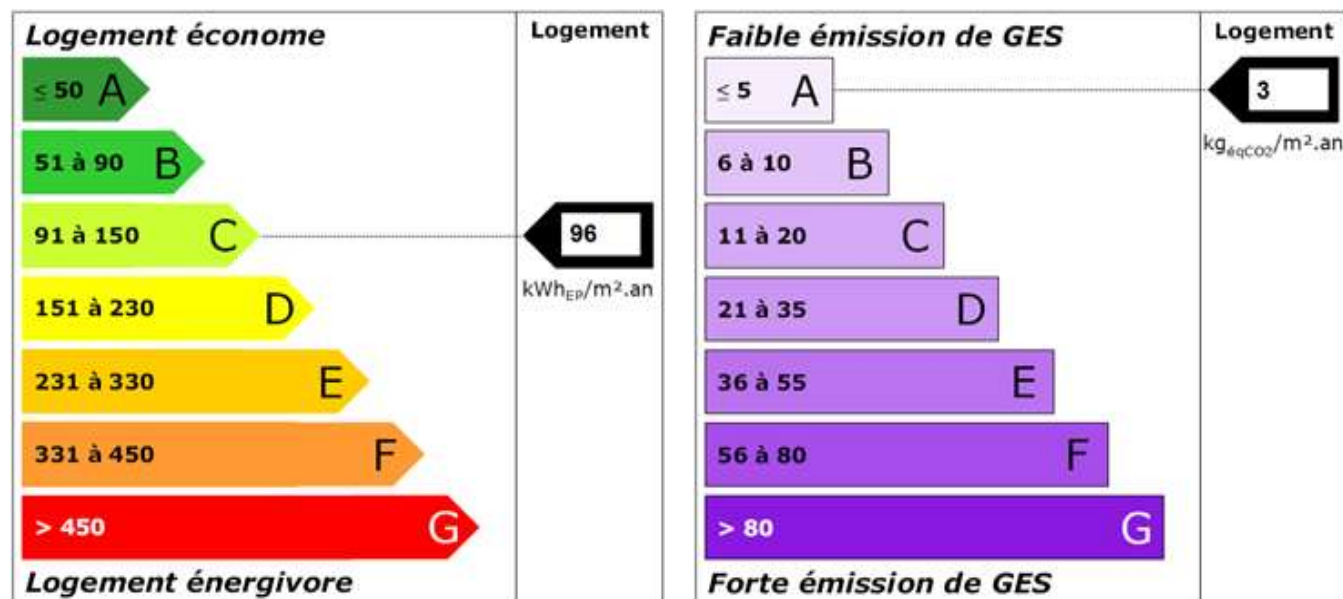 Logement économe
Logement
≤ 50 A
51 à 90 B
91 à 150 C
96
kWhEP/m².an
151 à 230 D
231 à 330 E
331 à 450 F
> 450 G
Logement énergivore
Faible émission de GES
Logement
≤ 5 A
3
kgéqCO2/m².an
6 à 10 B
11 à 20 C
21 à 35 D
36 à 55 E
56 à 80 F
> 80 G
Forte émission de GES